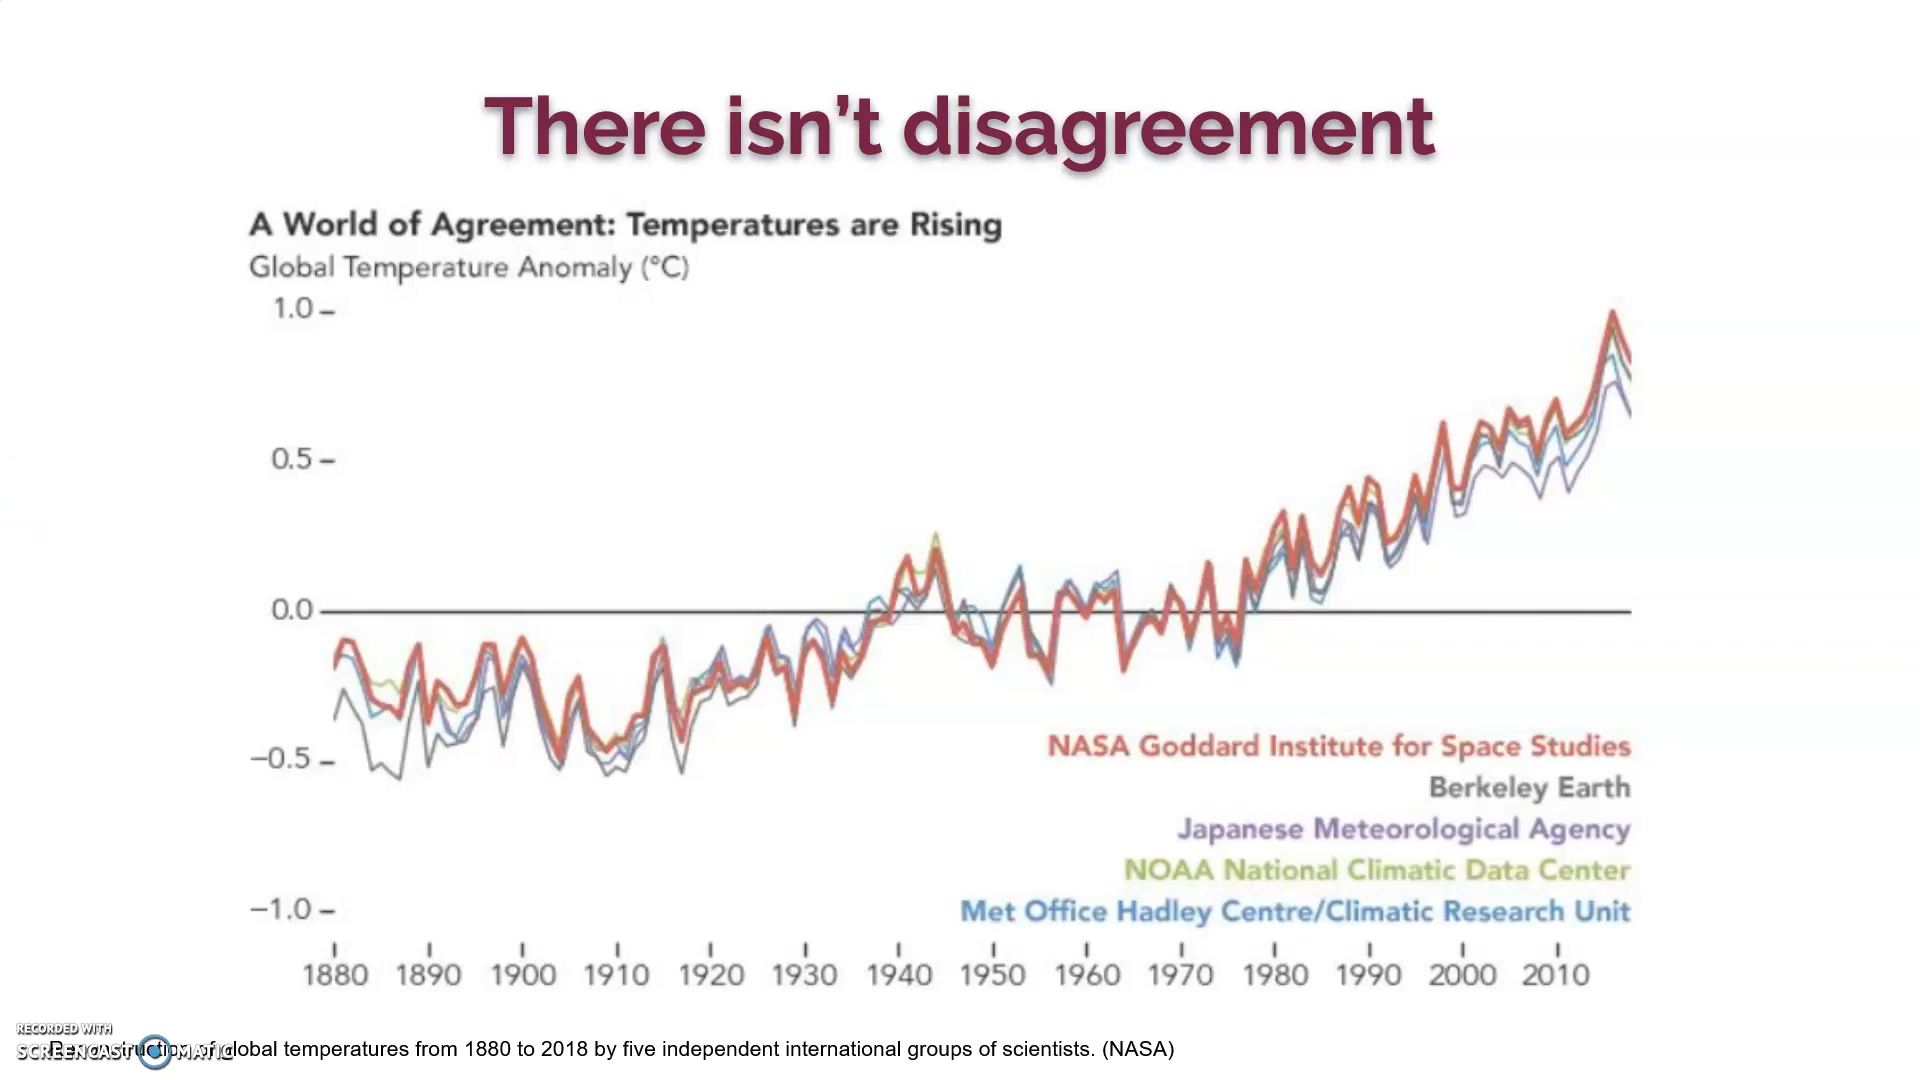 There isn’t disagreement
A World of Agreement: Temperatures are Rising
Global Temperature Anomaly (°C)
1.0
0.5
0.0
−0.5
−1.0
NASA Goddard Institute for Space Studies
Berkeley Earth
Japanese Meteorological Agency
NOAA National Climatic Data Center
Met Office Hadley Centre/Climatic Research Unit
1880 1890 1900 1910 1920 1930 1940 1950 1960 1970 1980 1990 2000 2010
RECORDED WITH
SCREENCAST MATIC
global temperatures from 1880 to 2018 by five independent international groups of scientists. (NASA)